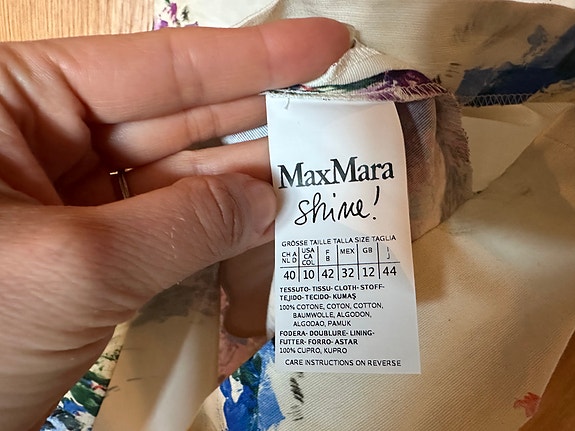 MaxMara
Shine!
GRÖSSE TAILLE TALLA SIZE TAGLIA
CH A USA F MEX GB I
NL D CA B J
COL
40 10 42 32 12 44
TESSUTO- TISSU- CLOTH- STOFF-
TEJIDO- TECIDO- KUMAŞ
100% COTONE, COTON, COTTON,
BAUMWOLLE, ALGODON,
ALGODAO, PAMUK
FODERA- DOUBLURE- LINING-
FUTTER- FORRO- ASTAR
100% CUPRO, KUPRO
CARE INSTRUCTIONS ON REVERSE